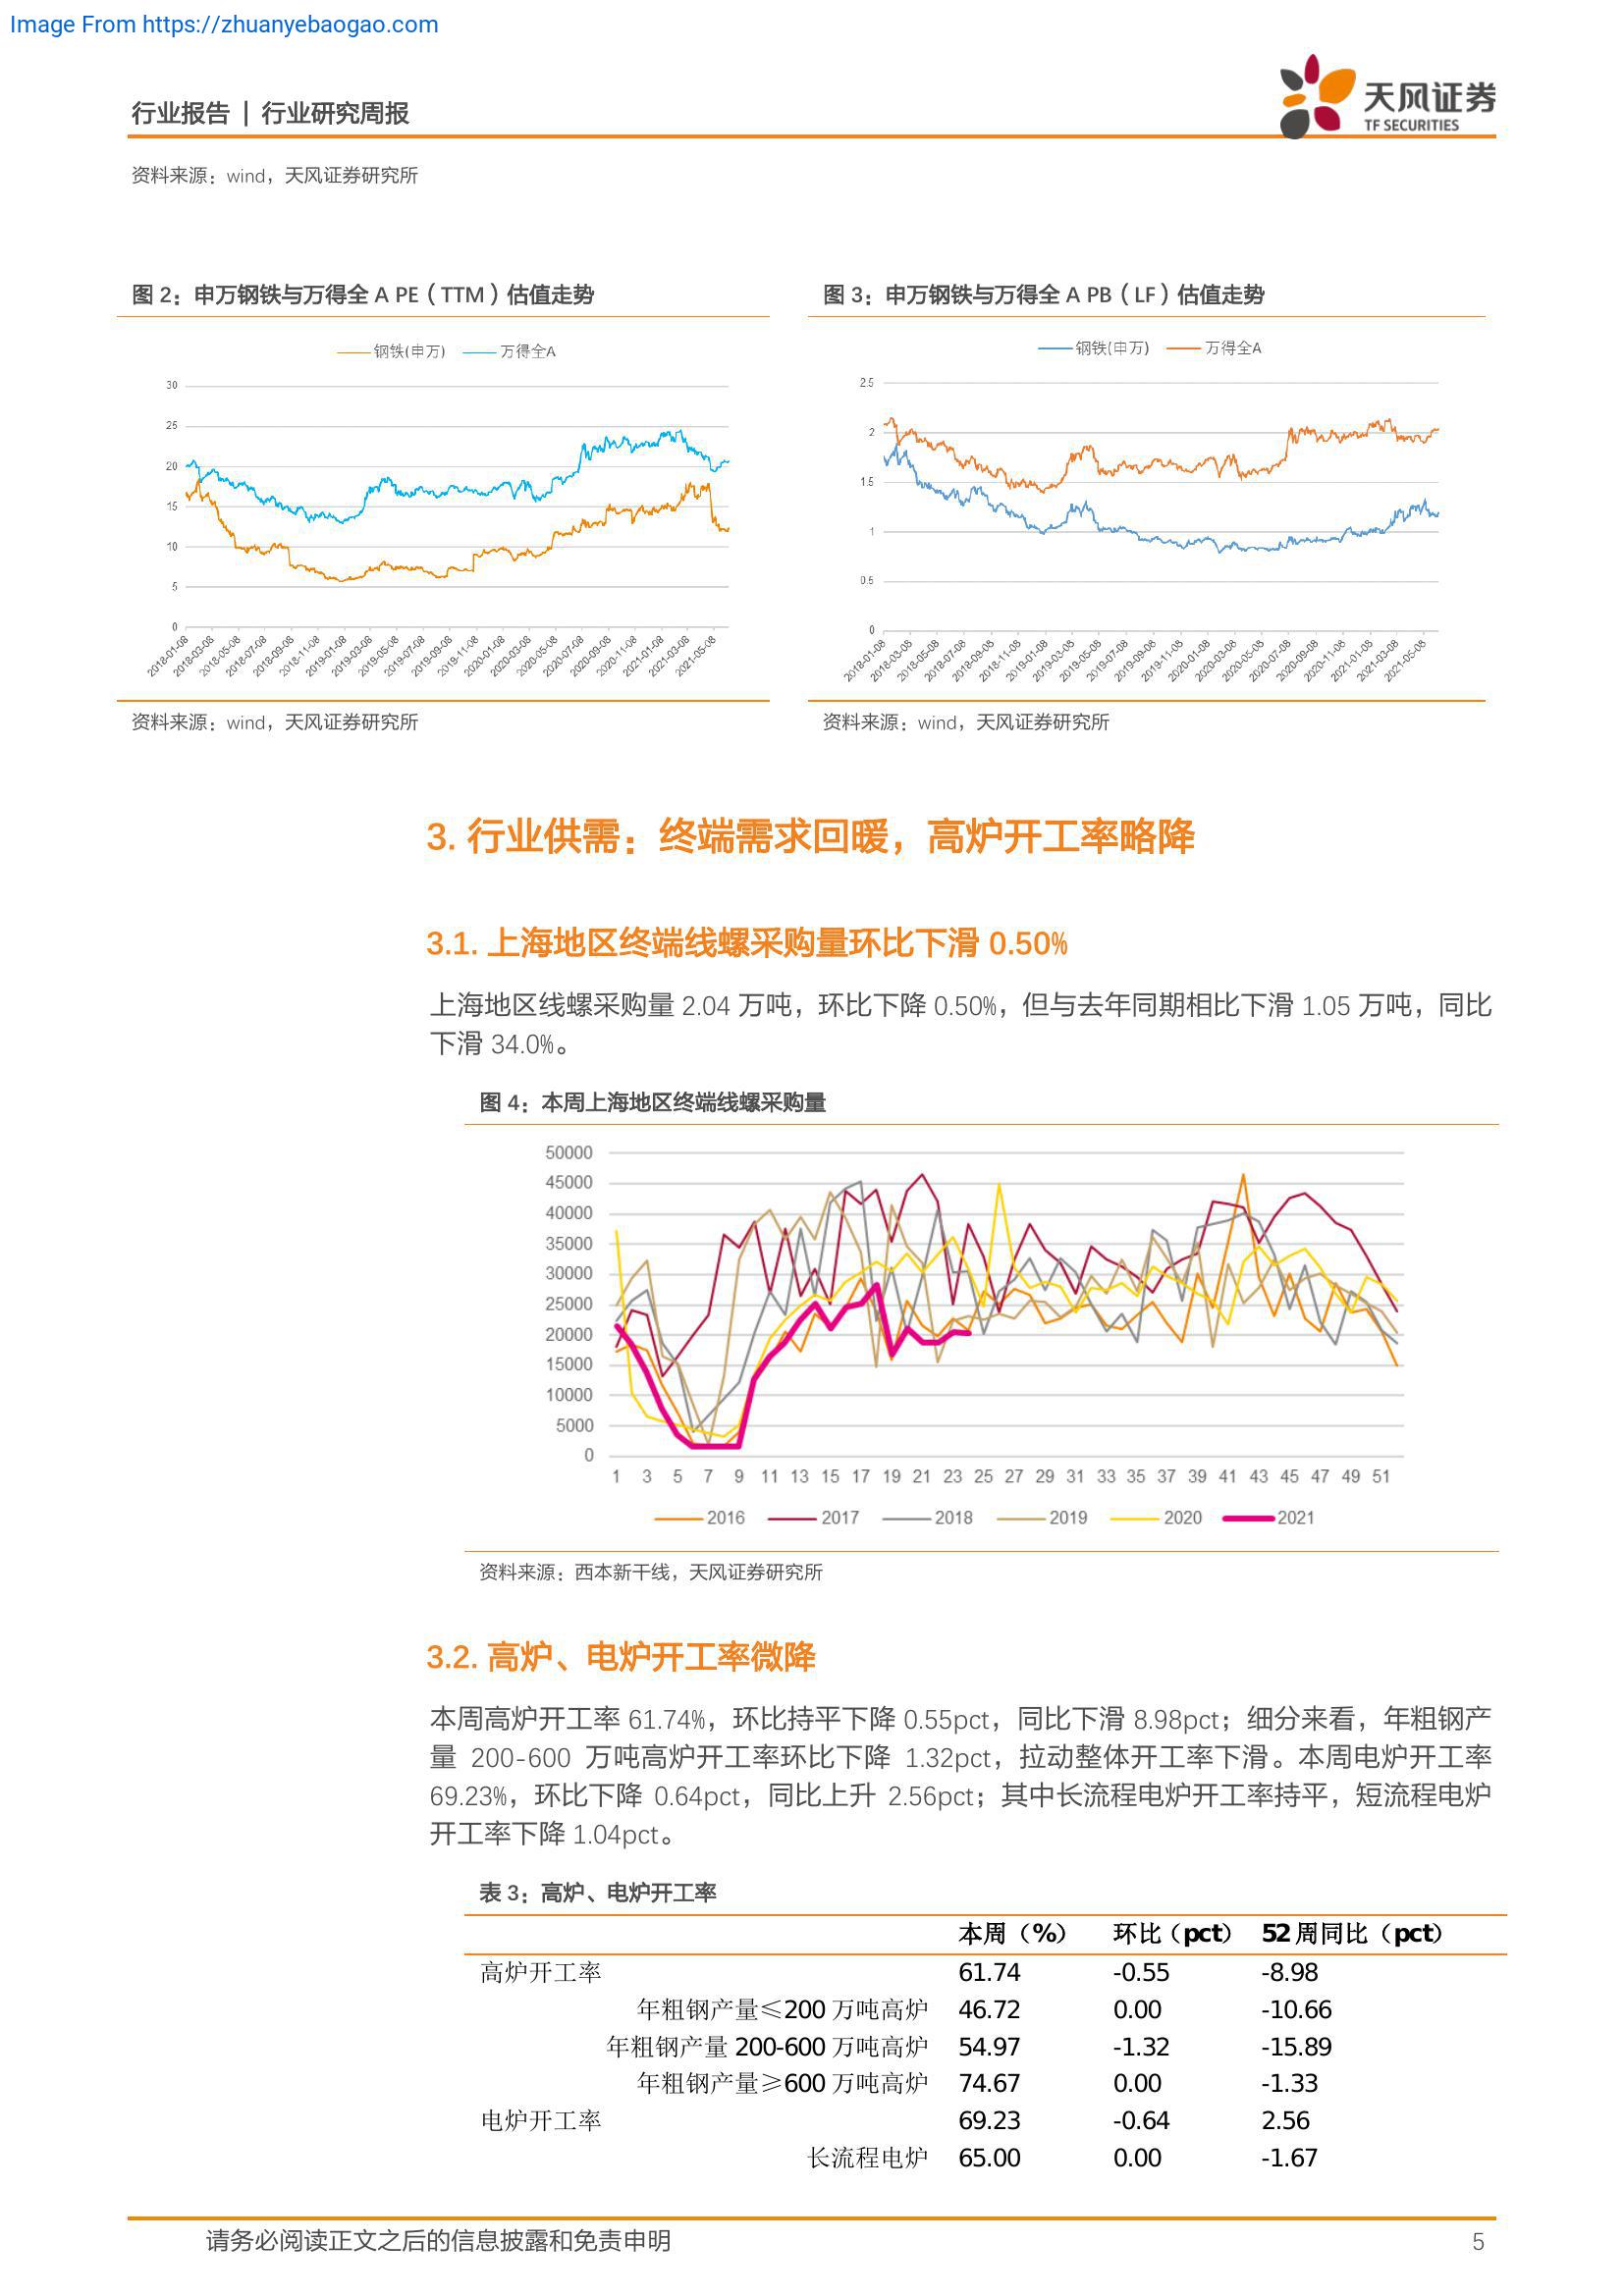 Image From https://zhuanyebaogao.com
行业报告 | 行业研究周报
天风证券
TF SECURITIES
资料来源：wind，天风证券研究所
图 2：申万钢铁与万得全 A PE（TTM）估值走势
钢铁(申万) 万得全A
30
25
20
15
10
5
0
2018-01-08 2018-03-08 2018-05-08 2018-07-08 2018-09-08 2018-11-08 2019-01-08 2019-03-08 2019-05-08 2019-07-08 2019-09-08 2019-11-08 2020-01-08 2020-03-08 2020-05-08 2020-07-08 2020-09-08 2020-11-08 2021-01-08 2021-03-08 2021-05-08
资料来源：wind，天风证券研究所
图 3：申万钢铁与万得全 A PB（LF）估值走势
钢铁(申万) 万得全A
2.5
2
1.5
1
0.5
0
2018-01-08 2018-03-08 2018-05-08 2018-07-08 2018-09-08 2018-11-08 2019-01-08 2019-03-08 2019-05-08 2019-07-08 2019-09-08 2019-11-08 2020-01-08 2020-03-08 2020-05-08 2020-07-08 2020-09-08 2020-11-08 2021-01-08 2021-03-08 2021-05-08
资料来源：wind，天风证券研究所
3. 行业供需：终端需求回暖，高炉开工率略降
3.1. 上海地区终端线螺采购量环比下滑 0.50%
上海地区线螺采购量 2.04 万吨，环比下降 0.50%，但与去年同期相比下滑 1.05 万吨，同比
下滑 34.0%。
图 4：本周上海地区终端线螺采购量
50000
45000
40000
35000
30000
25000
20000
15000
10000
5000
0
1 3 5 7 9 11 13 15 17 19 21 23 25 27 29 31 33 35 37 39 41 43 45 47 49 51
2016 2017 2018 2019 2020 2021
资料来源：西本新干线，天风证券研究所
3.2. 高炉、电炉开工率微降
本周高炉开工率 61.74%，环比持平下降 0.55pct，同比下滑 8.98pct；细分来看，年粗钢产
量 200-600 万吨高炉开工率环比下降 1.32pct，拉动整体开工率下滑。本周电炉开工率
69.23%，环比下降 0.64pct，同比上升 2.56pct；其中长流程电炉开工率持平，短流程电炉
开工率下降 1.04pct。
表 3：高炉、电炉开工率
本周（%） 环比（pct） 52 周同比（pct）
高炉开工率 61.74 -0.55 -8.98
年粗钢产量≤200 万吨高炉 46.72 0.00 -10.66
年粗钢产量 200-600 万吨高炉 54.97 -1.32 -15.89
年粗钢产量≥600 万吨高炉 74.67 0.00 -1.33
电炉开工率 69.23 -0.64 2.56
长流程电炉 65.00 0.00 -1.67
请务必阅读正文之后的信息披露和免责申明 5